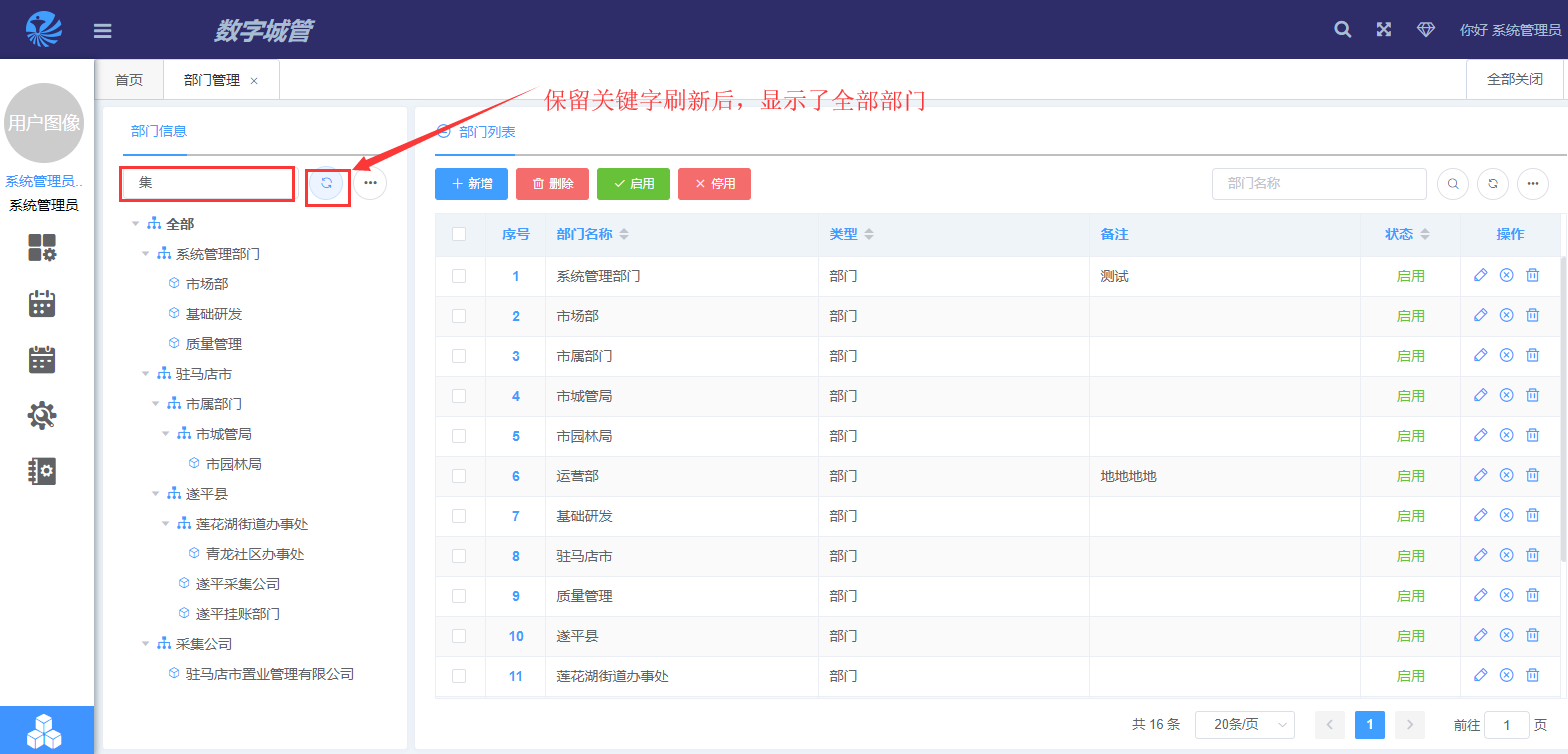 数字城管
你好 系统管理员
首页
部门管理 ×
全部关闭
用户图像
系统管理员..
系统管理员
保留关键字刷新后，显示了全部部门
部门信息
集
全部
系统管理部门
市场部
基础研发
质量管理
驻马店市
市属部门
市城管局
市园林局
遂平县
莲花湖街道办事处
青龙社区办事处
遂平采集公司
遂平挂账部门
采集公司
驻马店市置业管理有限公司
部门列表
新增 删除 启用 停用
部门名称
序号 部门名称 类型 备注 状态 操作
1 系统管理部门 部门 测试 启用
2 市场部 部门 启用
3 市属部门 部门 启用
4 市城管局 部门 启用
5 市园林局 部门 启用
6 运营部 部门 地地地地 启用
7 基础研发 部门 启用
8 驻马店市 部门 启用
9 质量管理 部门 启用
10 遂平县 部门 启用
11 莲花湖街道办事处 部门 启用
共 16 条 20条/页 1 前往 1 页